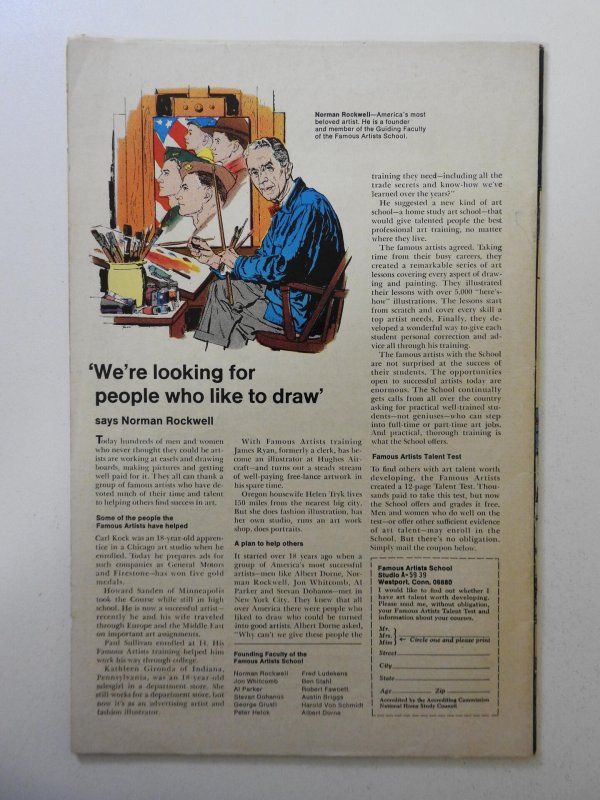 Norman Rockwell—America's most
beloved artist. He is a founder
and member of the Guiding Faculty
of the Famous Artists School.
'We're looking for
people who like to draw'
says Norman Rockwell
Today hundreds of men and women
who never thought they could be art-
ists are working at easels and drawing
boards, making pictures and getting
well paid for it. They all can thank a
group of famous artists who have de-
voted much of their time and talent
to helping others find success in art.
Some of the people the
Famous Artists have helped
Carl Kock was an 18-year-old appren-
tice in a Chicago art studio when he
enrolled. Today he prepares ads for
such companies as General Motors
and Firestone—has won five gold
medals.
Howard Sanden of Minneapolis
took the Course while still in high
school. He is now a successful artist—
recently he and his wife traveled
through Europe and the Middle East
on important art assignments.
Paul Sullivan enrolled at 14. His
Famous Artists training helped him
work his way through college.
Kathleen Gironda of Indiana,
Pennsylvania, was an 18-year-old
salesgirl in a department store. She
still works for a department store, but
now it's as an advertising artist and
fashion illustrator.
With Famous Artists training
James Ryan, formerly a clerk, has be-
come an illustrator at Hughes Air-
craft—and turns out a steady stream
of well-paying free-lance artwork in
his spare time.
Oregon housewife Helen Tryk lives
150 miles from the nearest big city.
But she does fashion illustration, has
her own studio, runs an art work
shop, does portraits.
A plan to help others
It started over 18 years ago when a
group of America's most successful
artists—men like Albert Dorne, Nor-
man Rockwell, Jon Whitcomb, Al
Parker and Stevan Dohanos—met in
New York City. They knew that all
over America there were people who
liked to draw who could be turned
into good artists. Albert Dorne asked,
"Why can't we give these people the
Founding Faculty of the
Famous Artists School
Norman Rockwell
Jon Whitcomb
Al Parker
Stevan Dohanos
George Giusti
Peter Helck
Fred Ludekens
Ben Stahl
Robert Fawcett
Austin Briggs
Harold Von Schmidt
Albert Dorne
training they need—including all the
trade secrets and know-how we've
learned over the years?"
He suggested a new kind of art
school—a home study art school—that
would give talented people the best
professional art training, no matter
where they live.
The famous artists agreed. Taking
time from their busy careers, they
created a remarkable series of art
lessons covering every aspect of draw-
ing and painting. They illustrated
their lessons with over 5,000 "here's-
how" illustrations. The lessons start
from scratch and cover every skill a
top artist needs. Finally, they de-
veloped a wonderful way to give each
student personal correction and ad-
vice all through his training.
The famous artists with the School
are not surprised at the success of
their students. The opportunities
open to successful artists today are
enormous. The School continually
gets calls from all over the country
asking for practical well-trained stu-
dents—not geniuses—who can step
into full-time or part-time art jobs.
And practical, thorough training is
what the School offers.
Famous Artists Talent Test
To find others with art talent worth
developing, the Famous Artists
created a 12-page Talent Test. Thou-
sands paid to take this test, but now
the School offers and grades it free.
Men and women who do well on the
test—or offer other sufficient evidence
of art talent—may enroll in the
School. But there's no obligation.
Simply mail the coupon below.
Famous Artists School
Studio A-5939
Westport, Conn. 06880
I would like to find out whether I
have art talent worth developing.
Please send me, without obligation,
your Famous Artists Talent Test and
information about your courses.
Mr.
Mrs. ← Circle one and please print
Miss
Street
City
State
Age Zip
Accredited by the Accrediting Commission
National Home Study Council